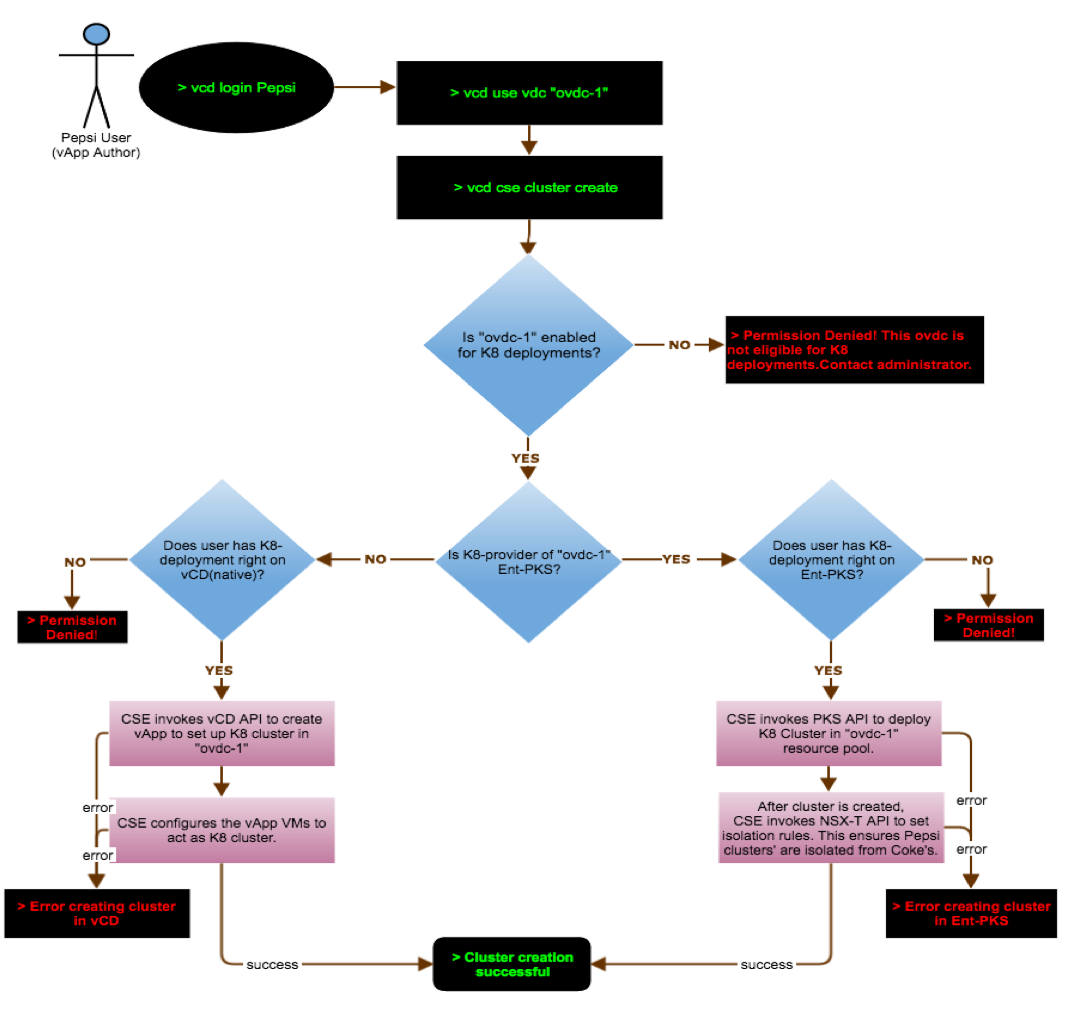 > vcd login Pepsi
> vcd use vdc "ovdc-1"
Pepsi User
(vApp Author)
> vcd cse cluster create
Is "ovdc-1" enabled
for K8 deployments?
NO
> Permission Denied! This ovdc is
not eligible for K8
deployments.Contact administrator.
YES
Does user has K8-
deployment right on
vCD(native)?
NO
> Permission
Denied!
NO
Is K8-provider of "ovdc-1"
Ent-PKS?
YES
Does user has K8-
deployment right on
Ent-PKS?
NO
> Permission
Denied!
YES
YES
CSE invokes vCD API to create
vApp to set up K8 cluster in
"ovdc-1"
CSE invokes PKS API to deploy
K8 Cluster in "ovdc-1"
resource pool.
error
CSE configures the vApp VMs to
act as K8 cluster.
error
After cluster is created,
CSE invokes NSX-T API to set
isolation rules. This ensures Pepsi
clusters' are isolated from Coke's.
error
error
> Error creating cluster
in vCD
> Error creating cluster
in Ent-PKS
success
> Cluster creation
successful
success